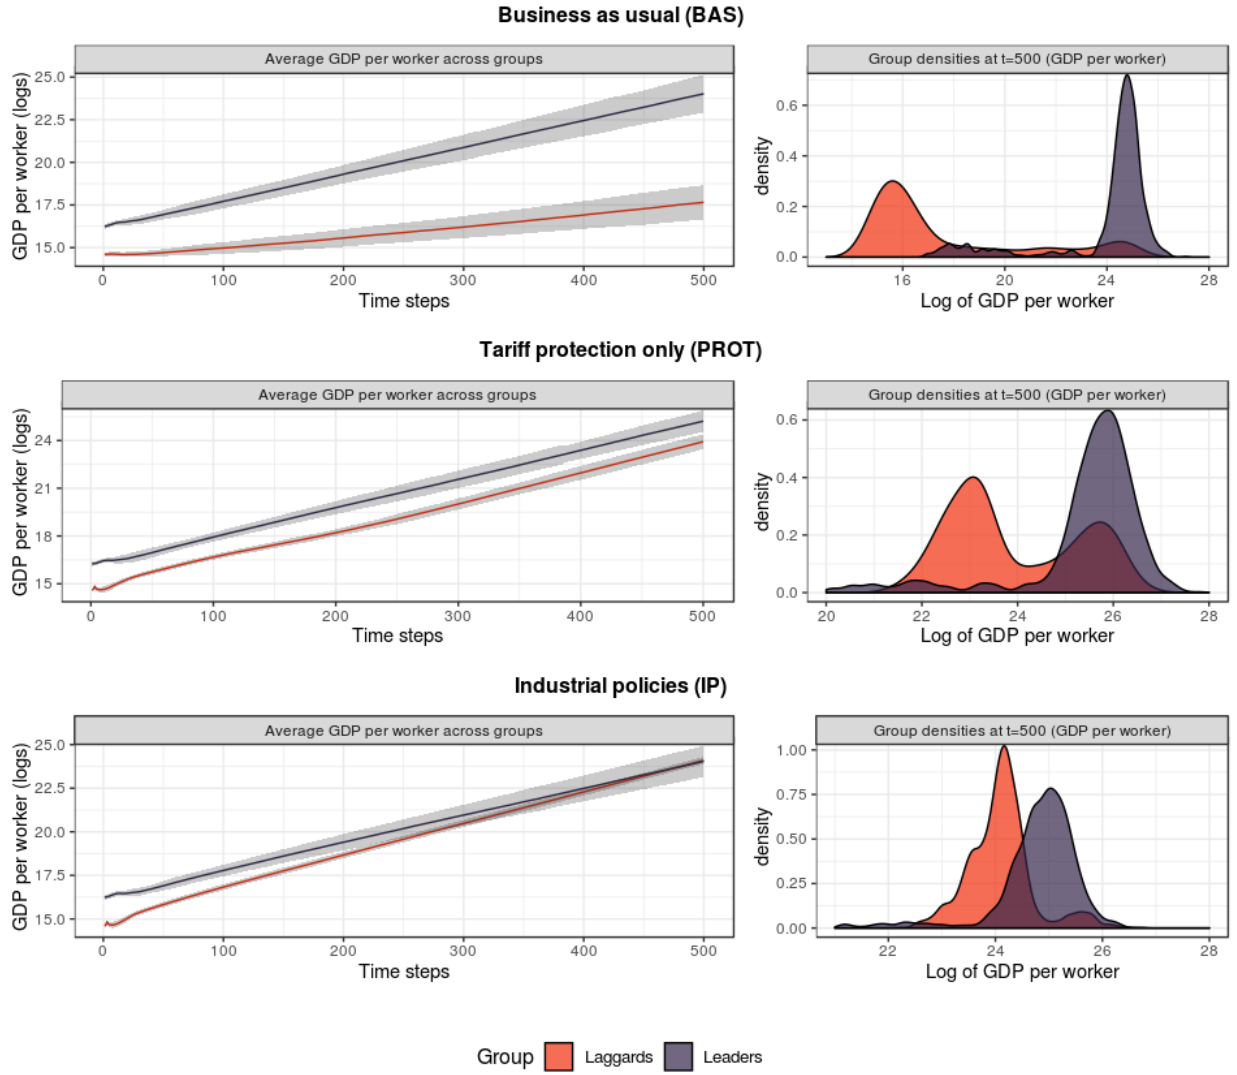 Business as usual (BAS)
Average GDP per worker across groups
GDP per worker (logs)
25.0
22.5
20.0
17.5
15.0
0 100 200 300 400 500
Time steps
Group densities at t=500 (GDP per worker)
density
0.6
0.4
0.2
0.0
16 20 24 28
Log of GDP per worker
Tariff protection only (PROT)
Average GDP per worker across groups
GDP per worker (logs)
24
21
18
15
0 100 200 300 400 500
Time steps
Group densities at t=500 (GDP per worker)
density
0.6
0.4
0.2
0.0
20 22 24 26 28
Log of GDP per worker
Industrial policies (IP)
Average GDP per worker across groups
GDP per worker (logs)
25.0
22.5
20.0
17.5
15.0
0 100 200 300 400 500
Time steps
Group densities at t=500 (GDP per worker)
density
1.00
0.75
0.50
0.25
0.00
22 24 26 28
Log of GDP per worker
Group Laggards Leaders